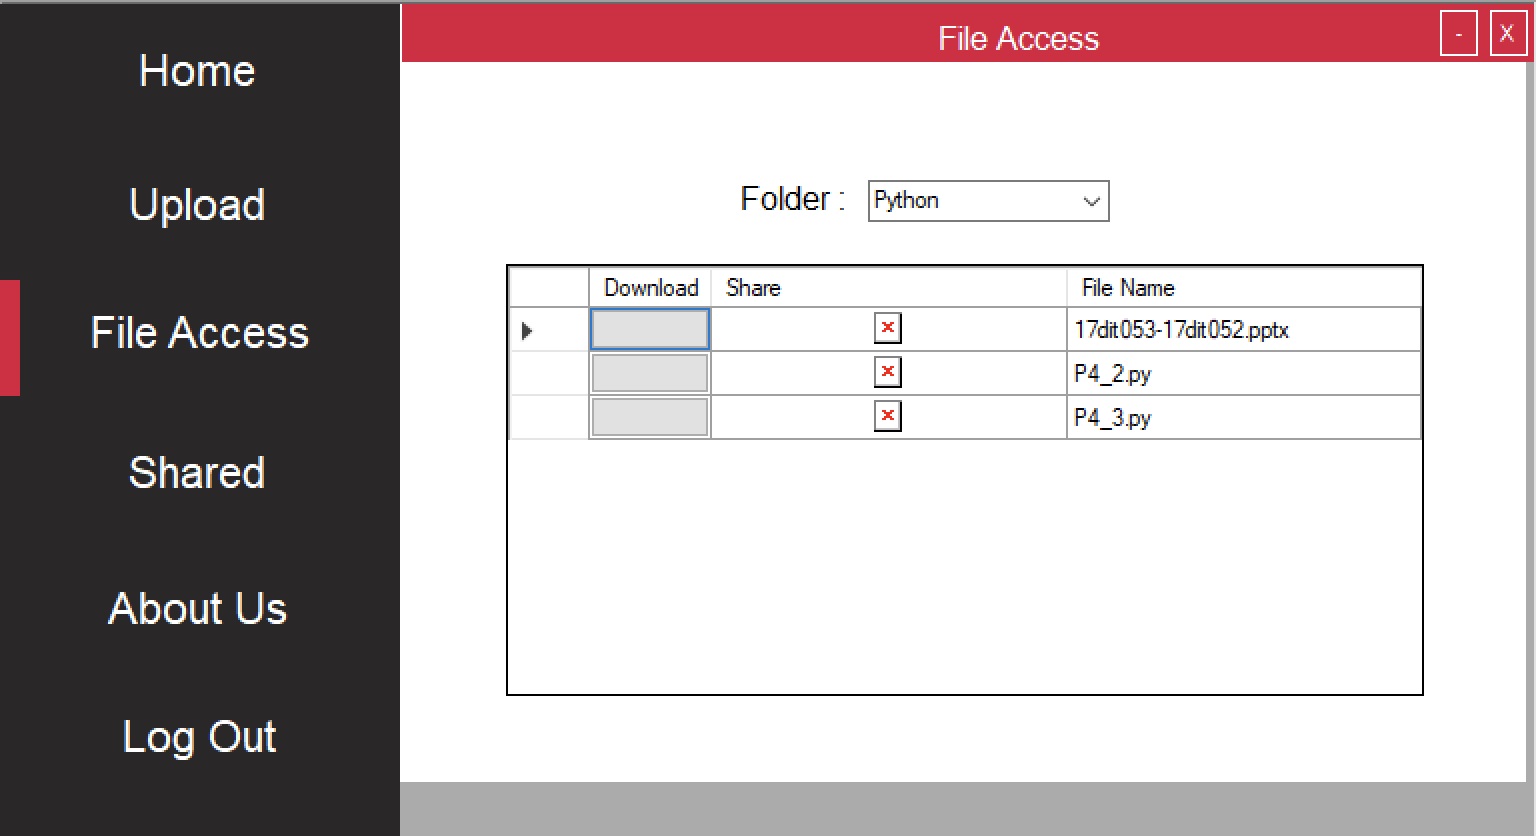 Home
Upload
File Access
Shared
About Us
Log Out
File Access
-
X
Folder :
Python
Download Share File Name
17dit053-17dit052.pptx
P4_2.py
P4_3.py